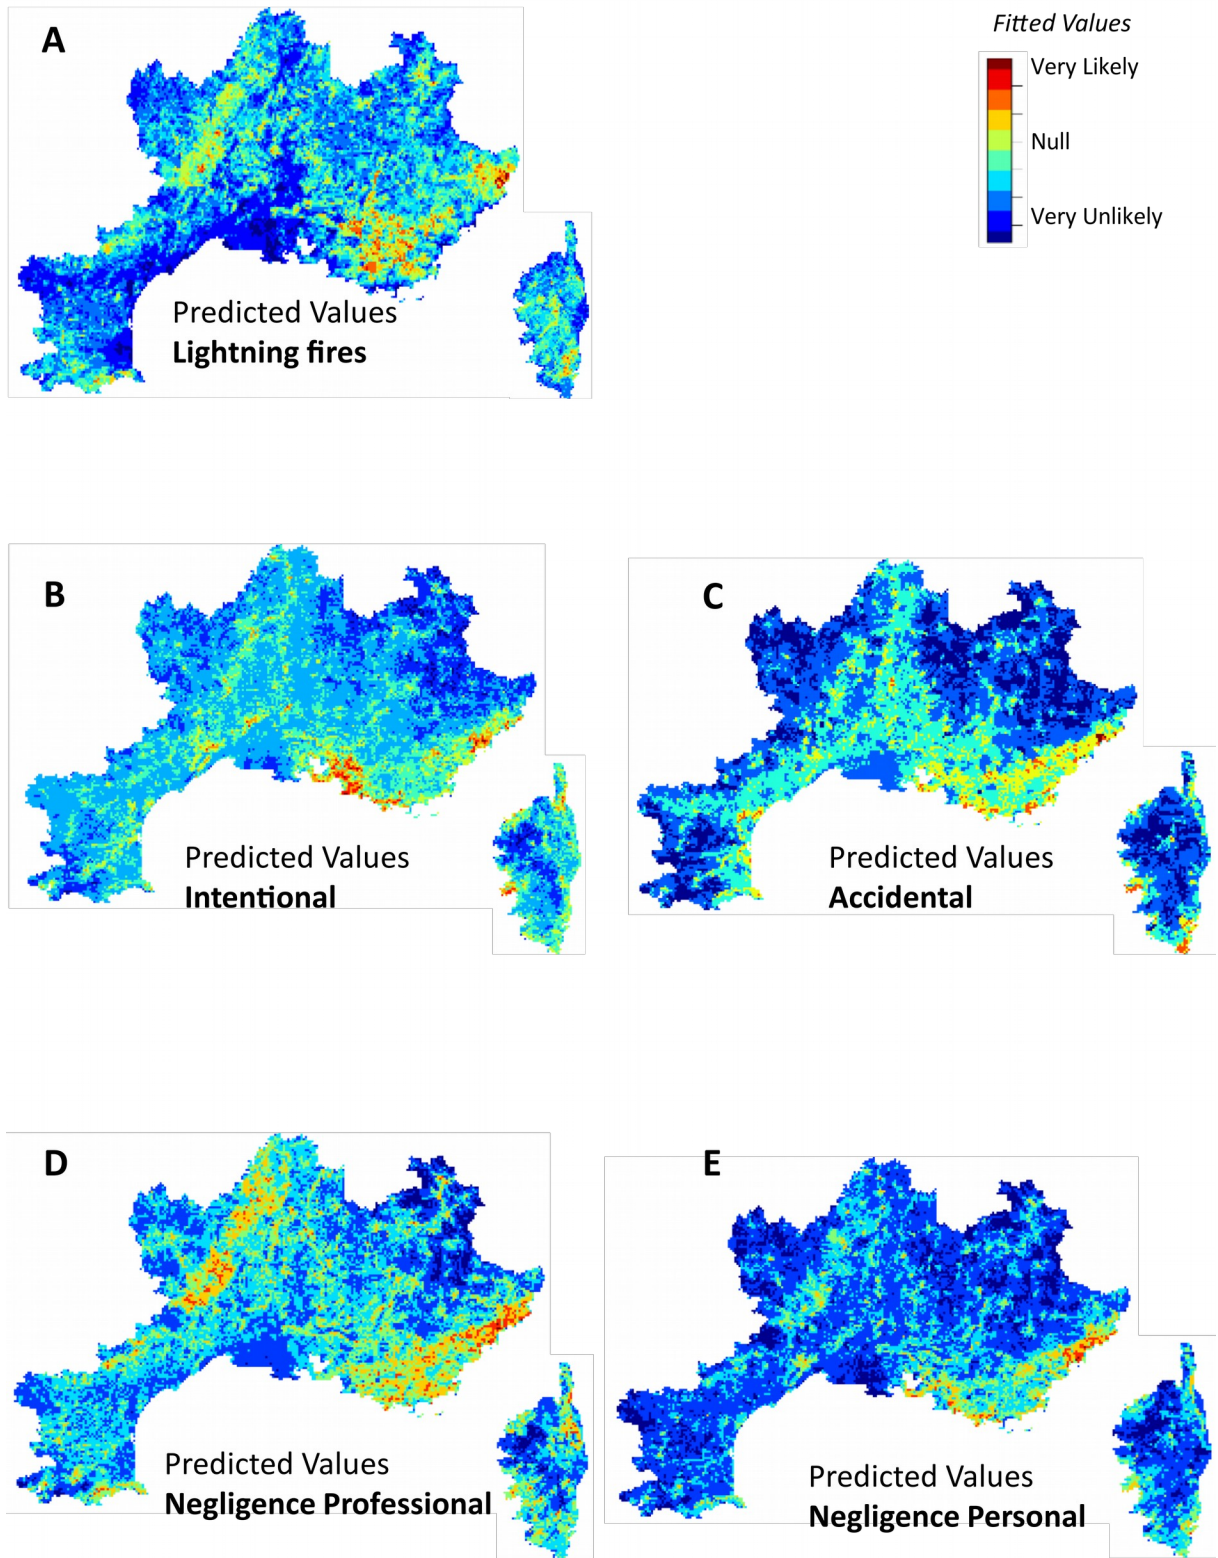 A
Fitted Values
Very Likely
Null
Very Unlikely
Predicted Values
Lightning fires
B
C
Predicted Values
Intentional
Predicted Values
Accidental
D
E
Predicted Values
Negligence Professional
Predicted Values
Negligence Personal